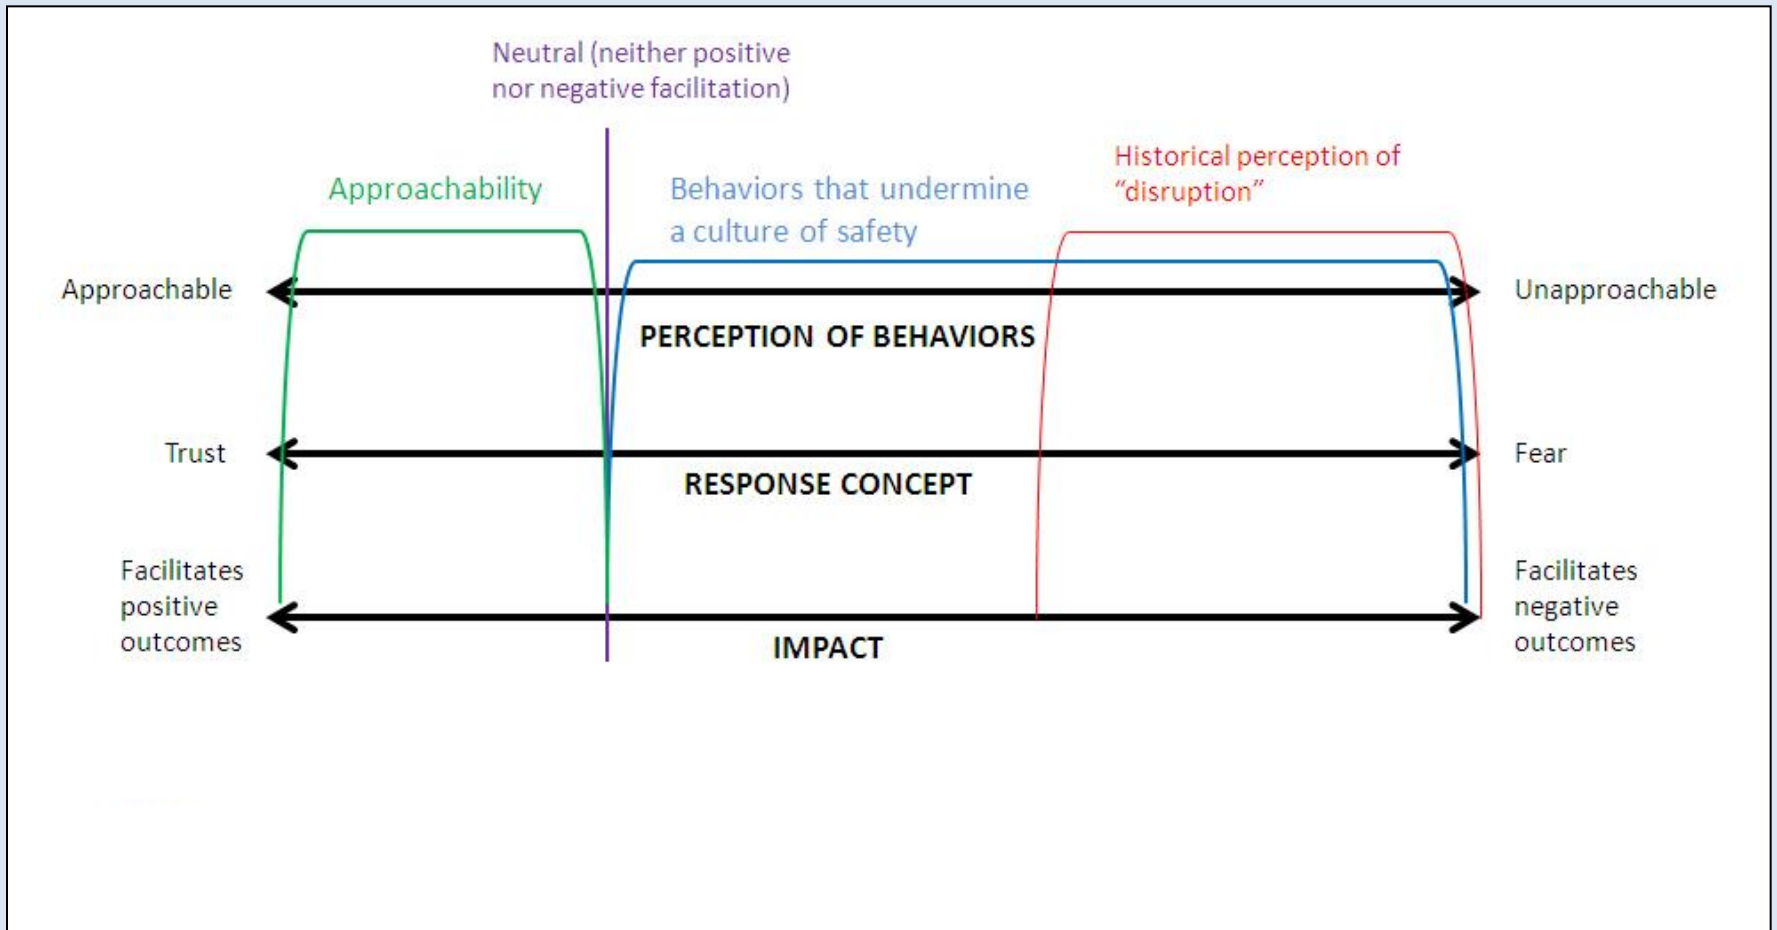 Neutral (neither positive
nor negative facilitation)
Historical perception of
“disruption”
Approachability
Behaviors that undermine
a culture of safety
Approachable
Unapproachable
PERCEPTION OF BEHAVIORS
Trust
Fear
RESPONSE CONCEPT
Facilitates
positive
outcomes
Facilitates
negative
outcomes
IMPACT